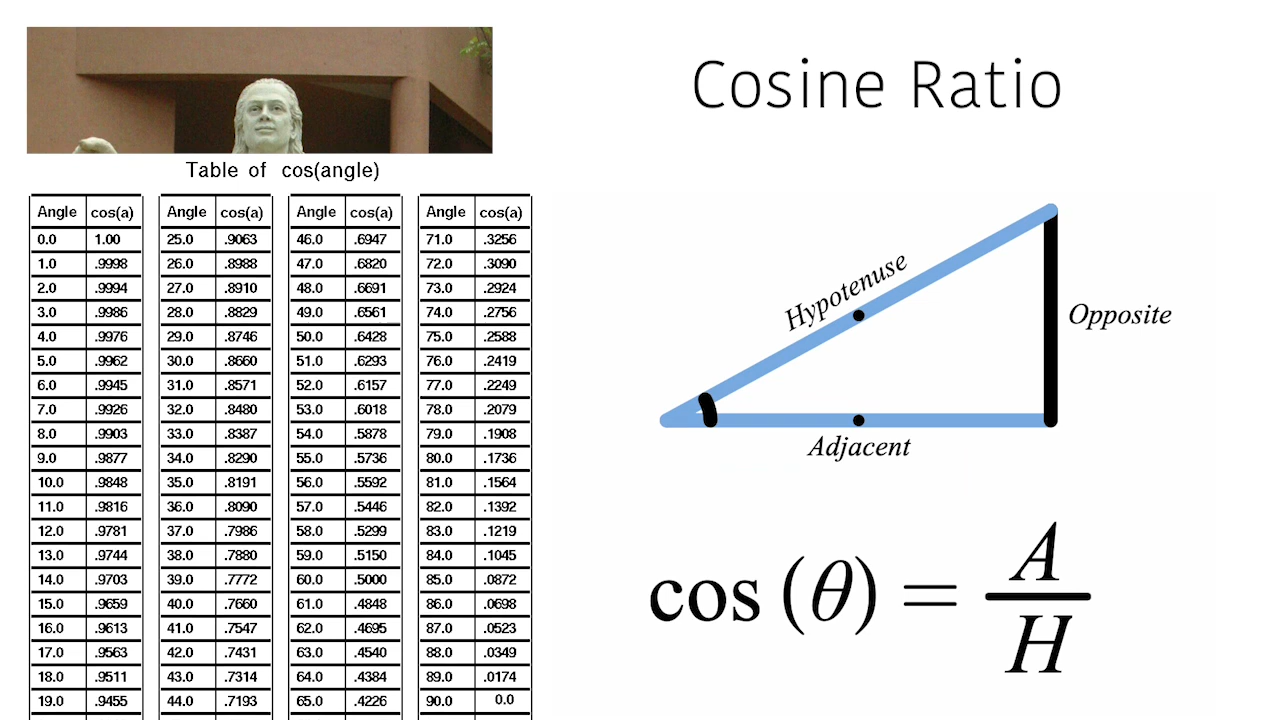 Cosine Ratio
Table of cos(angle)
Angle cos(a) Angle cos(a) Angle cos(a) Angle cos(a)
0.0 1.00 25.0 .9063 46.0 .6947 71.0 .3256
1.0 .9998 26.0 .8988 47.0 .6820 72.0 .3090
2.0 .9994 27.0 .8910 48.0 .6691 73.0 .2924
3.0 .9986 28.0 .8829 49.0 .6561 74.0 .2756
4.0 .9976 29.0 .8746 50.0 .6428 75.0 .2588
5.0 .9962 30.0 .8660 51.0 .6293 76.0 .2419
6.0 .9945 31.0 .8571 52.0 .6157 77.0 .2249
7.0 .9926 32.0 .8480 53.0 .6018 78.0 .2079
8.0 .9903 33.0 .8387 54.0 .5878 79.0 .1908
9.0 .9877 34.0 .8290 55.0 .5736 80.0 .1736
10.0 .9848 35.0 .8191 56.0 .5592 81.0 .1564
11.0 .9816 36.0 .8090 57.0 .5446 82.0 .1392
12.0 .9781 37.0 .7986 58.0 .5299 83.0 .1219
13.0 .9744 38.0 .7880 59.0 .5150 84.0 .1045
14.0 .9703 39.0 .7772 60.0 .5000 85.0 .0872
15.0 .9659 40.0 .7660 61.0 .4848 86.0 .0698
16.0 .9613 41.0 .7547 62.0 .4695 87.0 .0523
17.0 .9563 42.0 .7431 63.0 .4540 88.0 .0349
18.0 .9511 43.0 .7314 64.0 .4384 89.0 .0174
19.0 .9455 44.0 .7193 65.0 .4226 90.0 0.0
Hypotenuse
Opposite
Adjacent
cos (θ) = A
H